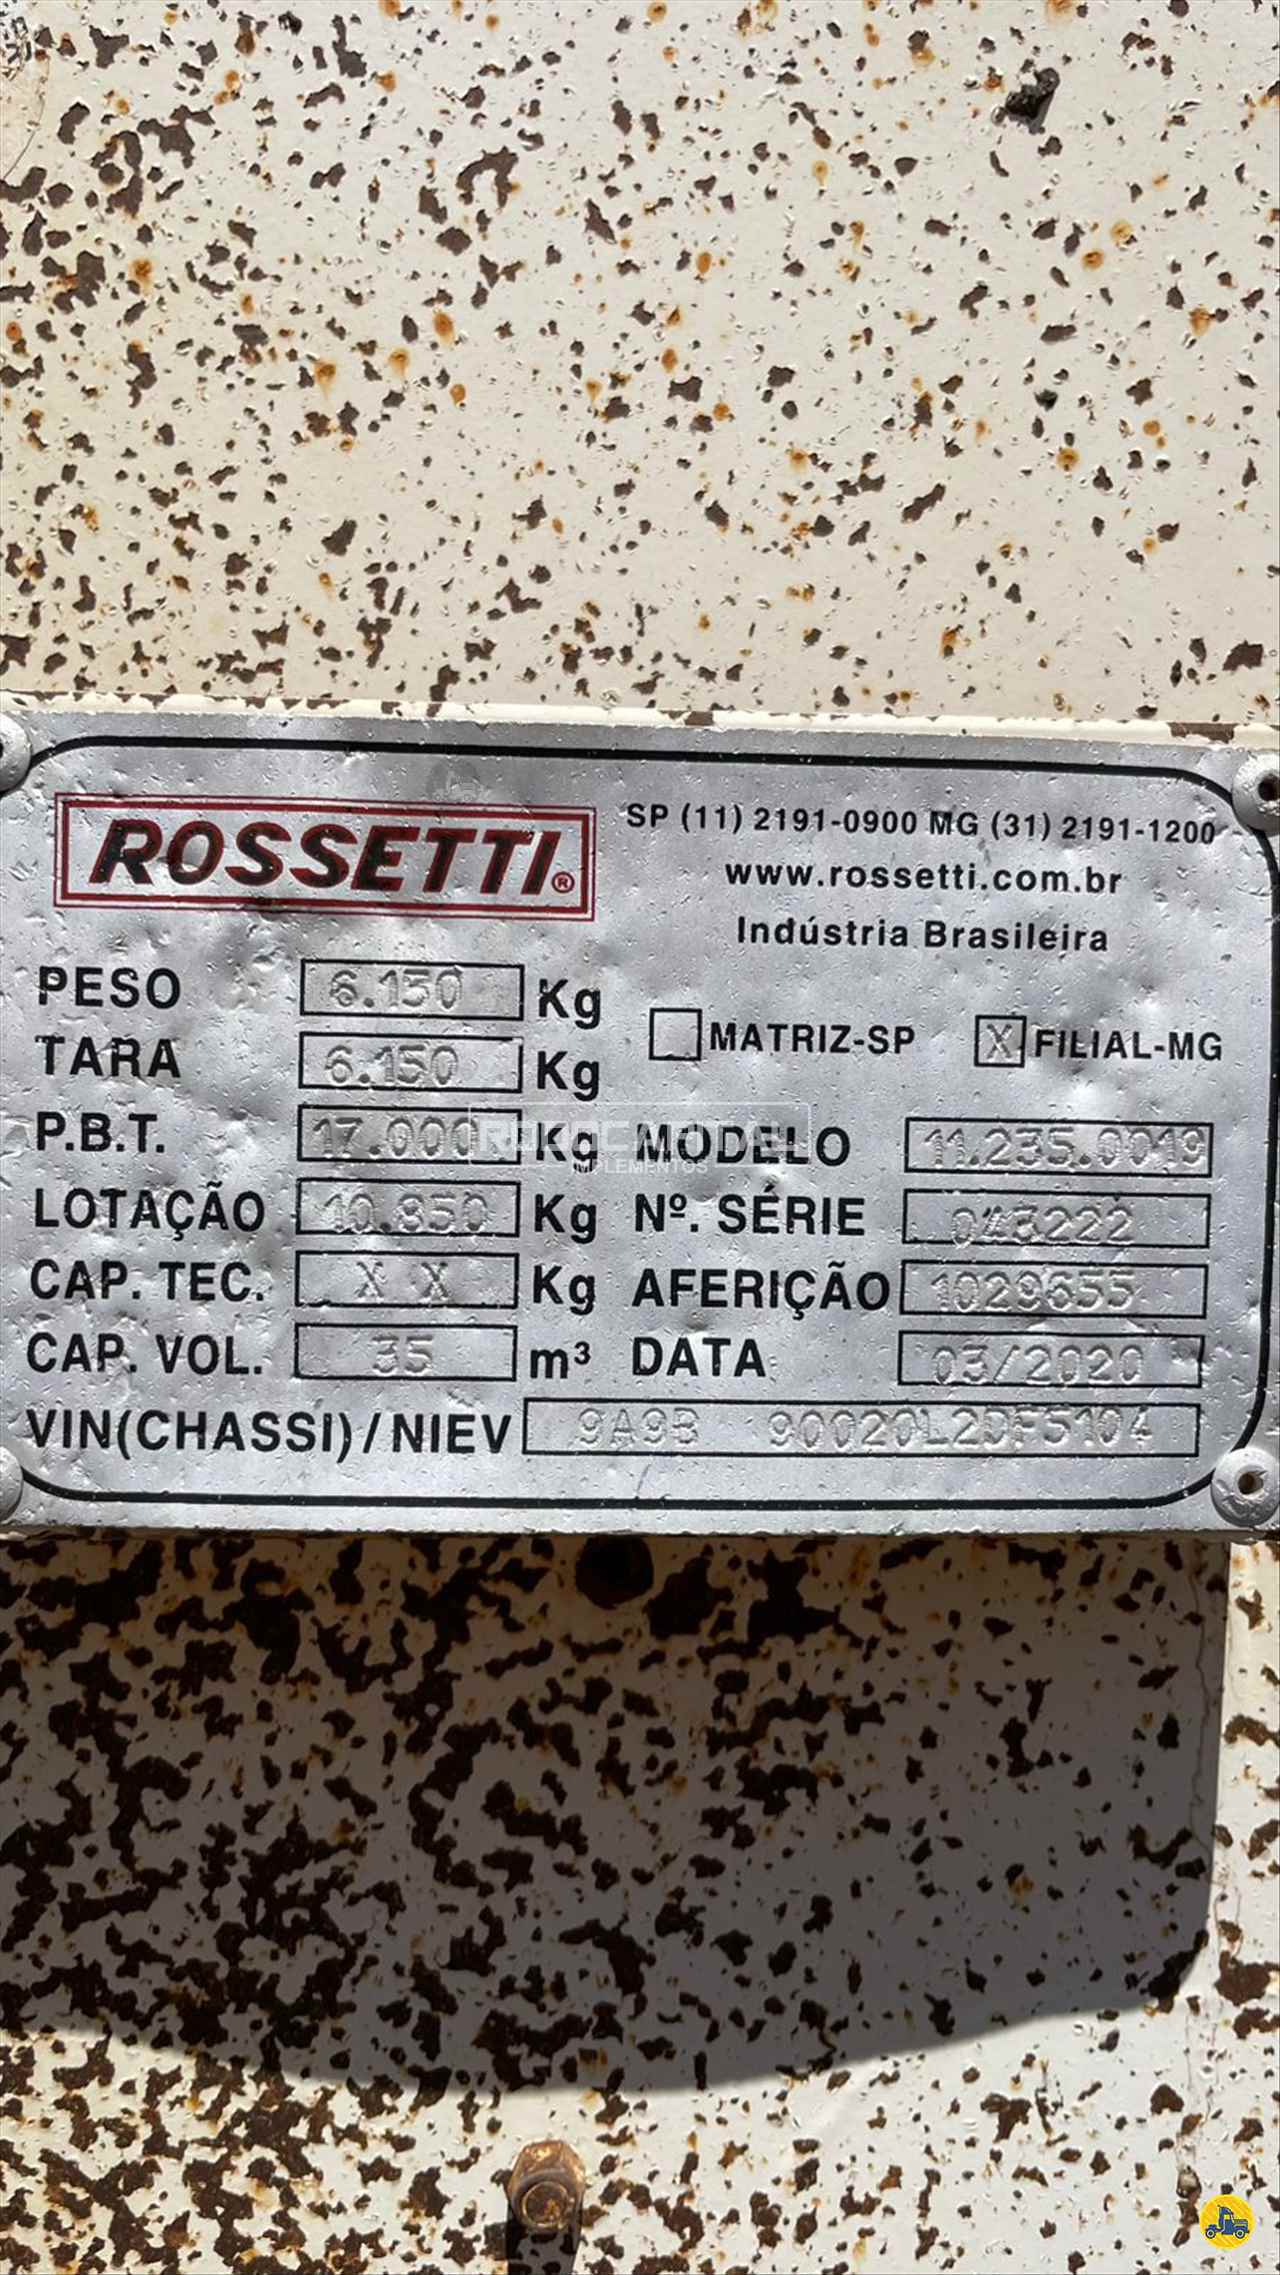 ROSSETTI®
SP (11) 2191-0900 MG (31) 2191-1200
www.rossetti.com.br
Indústria Brasileira
PESO 6.150 Kg
TARA 6.150 Kg
MATRIZ-SP X FILIAL-MG
P.B.T. 17.000 Kg MODELO 11.235.0019
LOTAÇÃO 10.850 Kg Nº. SÉRIE 043222
CAP. TEC. X X Kg AFERIÇÃO 1029655
CAP. VOL. 35 m³ DATA 03/2020
VIN(CHASSI)/NIEV 9A9B 90020L2DF5104
IMPLEMENTOS